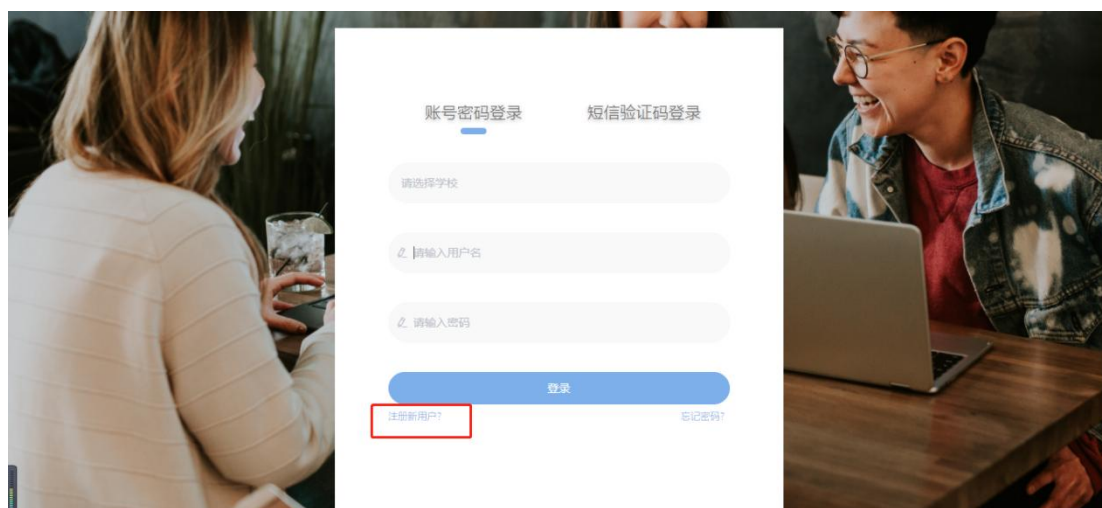 账号密码登录 短信验证码登录
请选择学校
请输入用户名
请输入密码
登录
注册新用户? 忘记密码?